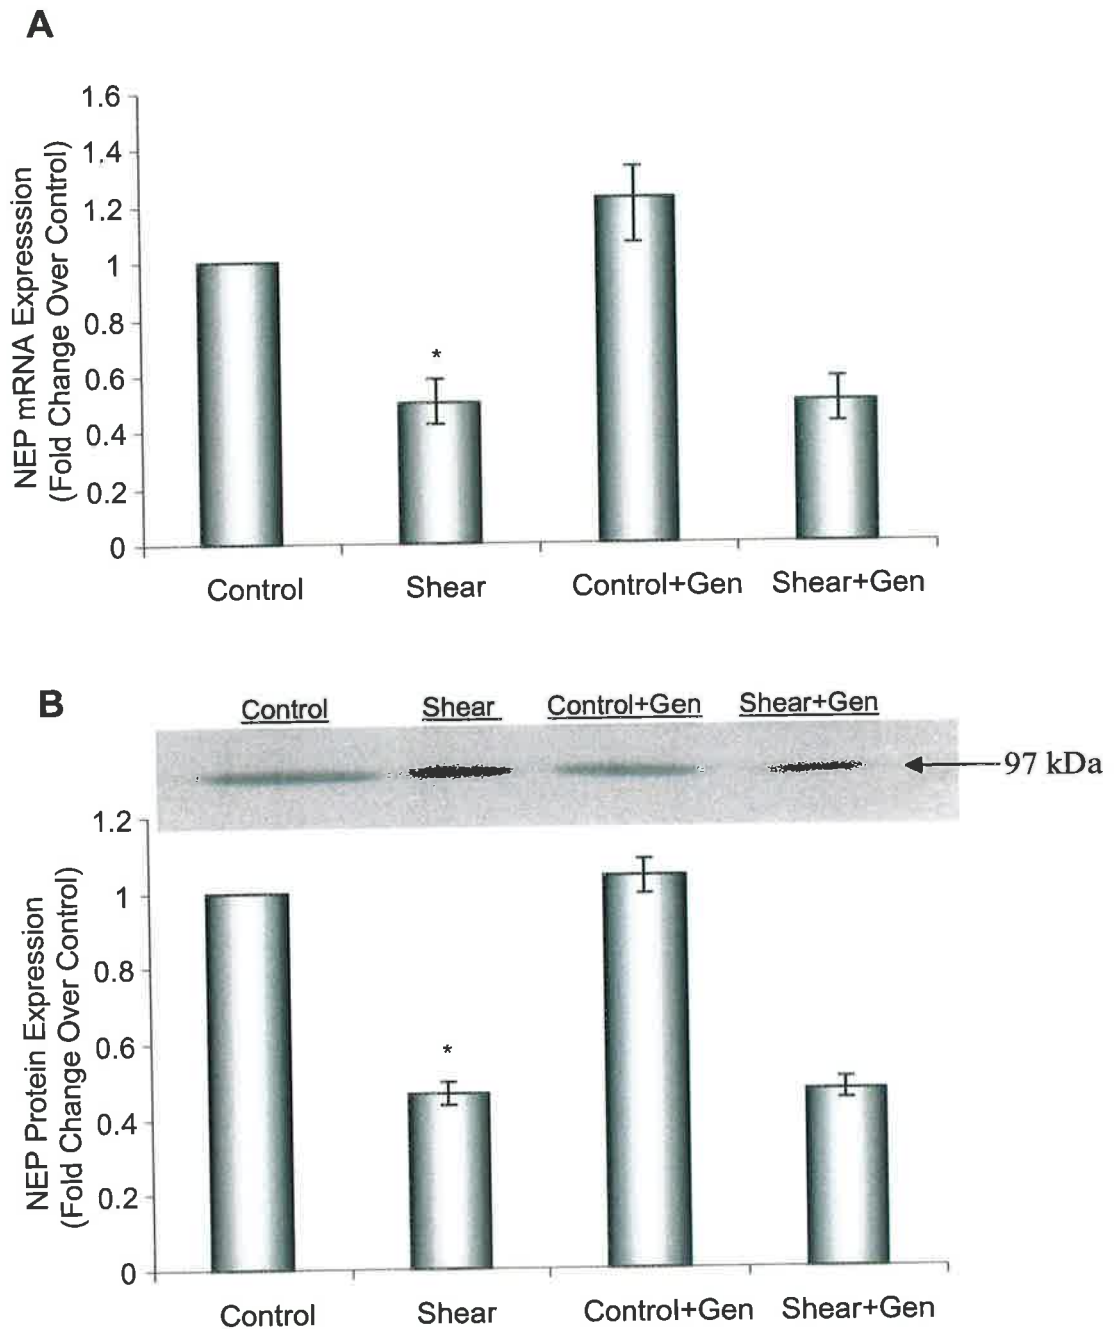 A
NEP mRNA Expresssion
(Fold Change Over Control)
1.6
1.4
1.2
1
0.8
0.6
0.4
0.2
0
*
Control
Shear
Control+Gen
Shear+Gen
B
Control
Shear
Control+Gen
Shear+Gen
97 kDa
NEP Protein Expression
(Fold Change Over Control)
1.2
1
0.8
0.6
0.4
0.2
0
*
Control
Shear
Control+Gen
Shear+Gen